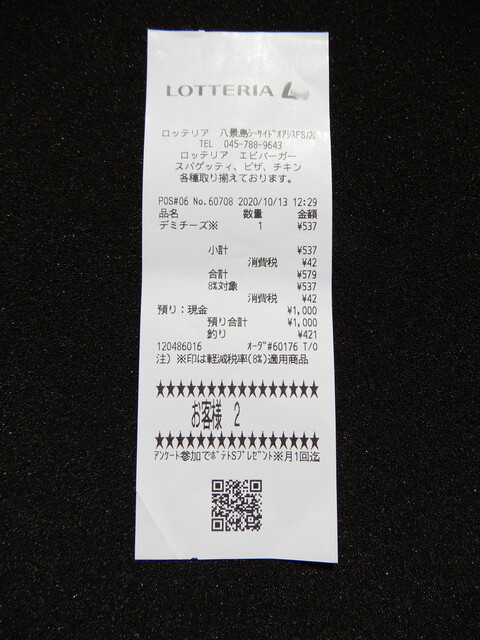 LOTTERIA
ロッテリア 八景島ｼｰｻｲﾄﾞｵｱｼｽFS店
TEL 045-788-9643
ロッテリア エビバーガー
スパゲッティ、ピザ、チキン
各種取り揃えております。
POS#06 No.60708 2020/10/13 12:29
品名 数量 金額
デミチーズ※ 1 ¥537
小計 ¥537
消費税 ¥42
合計 ¥579
8%対象 ¥537
消費税 ¥42
預り：現金 ¥1,000
預り合計 ¥1,000
釣り ¥421
120486016 ｵｰﾀﾞ#60176 T/O
注）※印は軽減税率(8%)適用商品
★★★★★★★★★★★★★★★★★
お客様 2
★★★★★★★★★★★★★★★★★
ｱﾝｹｰﾄ参加でﾎﾟﾃﾄSﾌﾟﾚｾﾞﾝﾄ※月1回迄